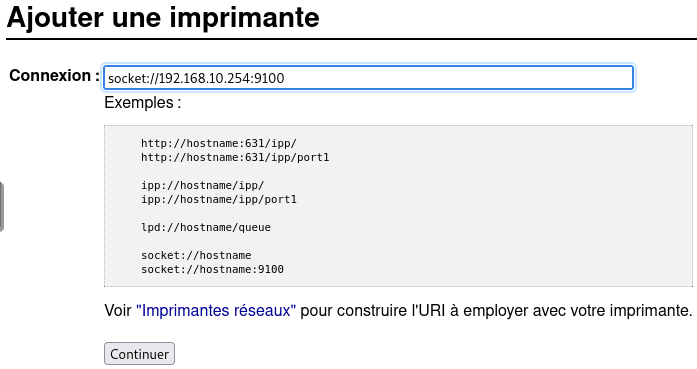 Ajouter une imprimante
Connexion : socket://192.168.10.254:9100
Exemples :
http://hostname:631/ipp/
http://hostname:631/ipp/port1
ipp://hostname/ipp/
ipp://hostname/ipp/port1
lpd://hostname/queue
socket://hostname
socket://hostname:9100
Voir "Imprimantes réseaux" pour construire l'URI à employer avec votre imprimante.
Continuer